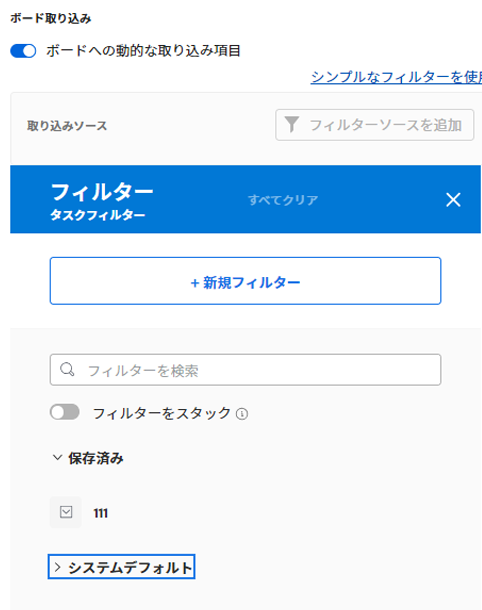 ボード取り込み
ボードへの動的な取り込み項目
シンプルなフィルターを使
取り込みソース
フィルターソースを追加
フィルター
すべてクリア
タスクフィルター
+ 新規フィルター
フィルターを検索
フィルターをスタック
保存済み
111
システムデフォルト